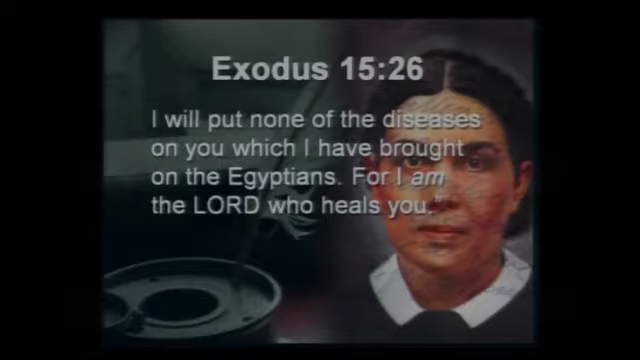 Exodus 15:26
I will put none of the diseases
on you which I have brought
on the Egyptians. For I am
the LORD who heals you."